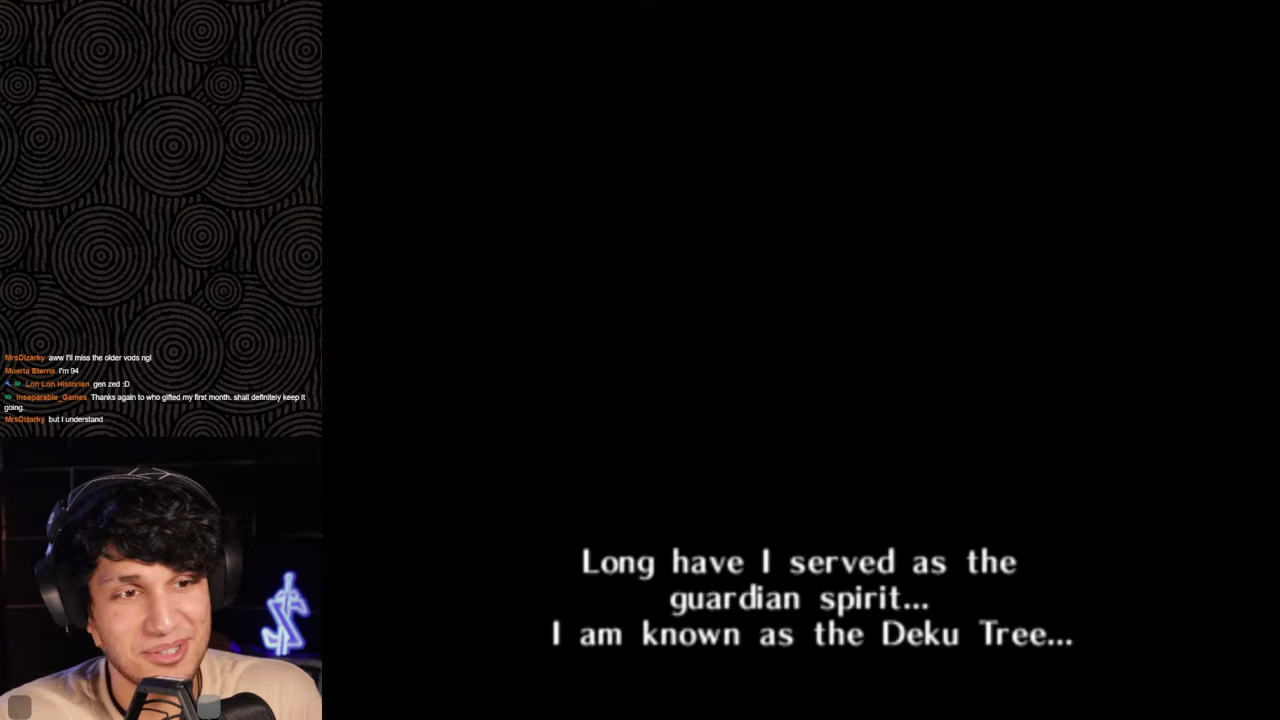 MrsDizarky aww I'll miss the older vods ngl
Muerta Eterna I'm 94
Lon Lon Historian gen zed :D
Inseparable_Games Thanks again to who gifted my first month. shall definitely keep it
going.
MrsDizarky but I understand
Long have I served as the
guardian spirit...
I am known as the Deku Tree...